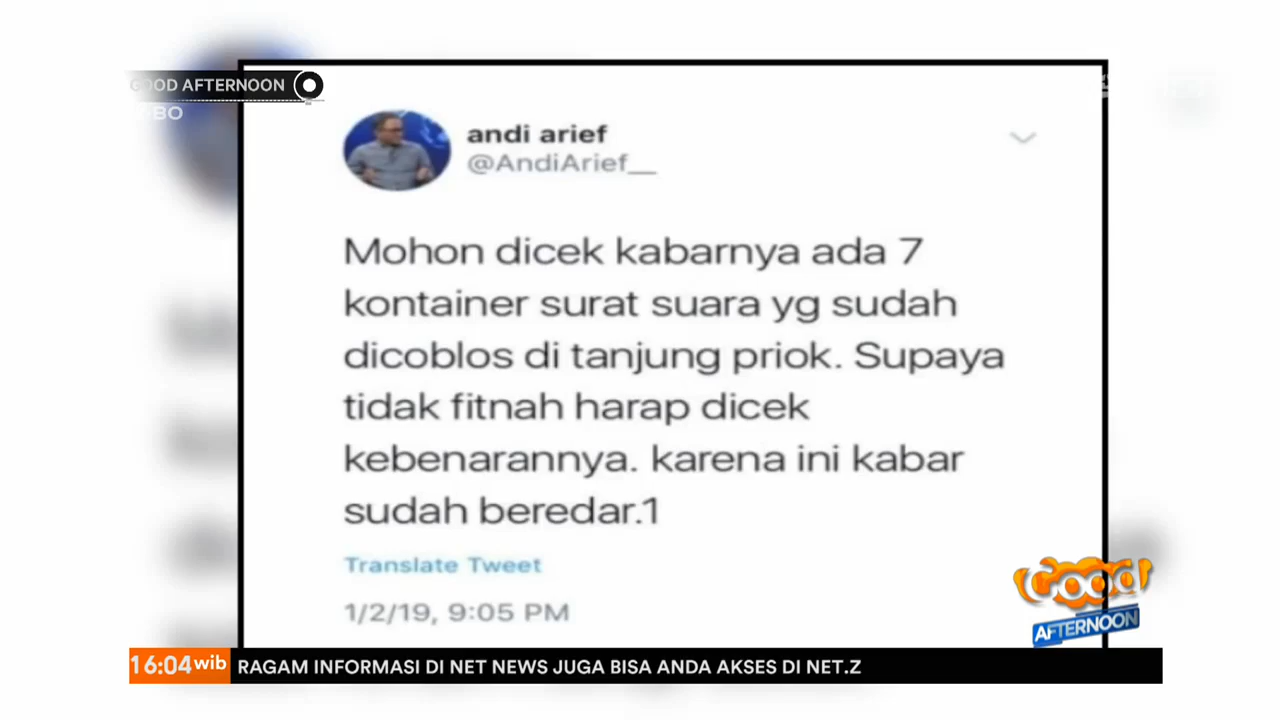 GOOD AFTERNOON
andi arief
@AndiArief__
Mohon dicek kabarnya ada 7
kontainer surat suara yg sudah
dicoblos di tanjung priok. Supaya
tidak fitnah harap dicek
kebenarannya. karena ini kabar
sudah beredar.1
Translate Tweet
1/2/19, 9:05 PM
Good
AFTERNOON
16:04 wib
RAGAM INFORMASI DI NET NEWS JUGA BISA ANDA AKSES DI NET.Z